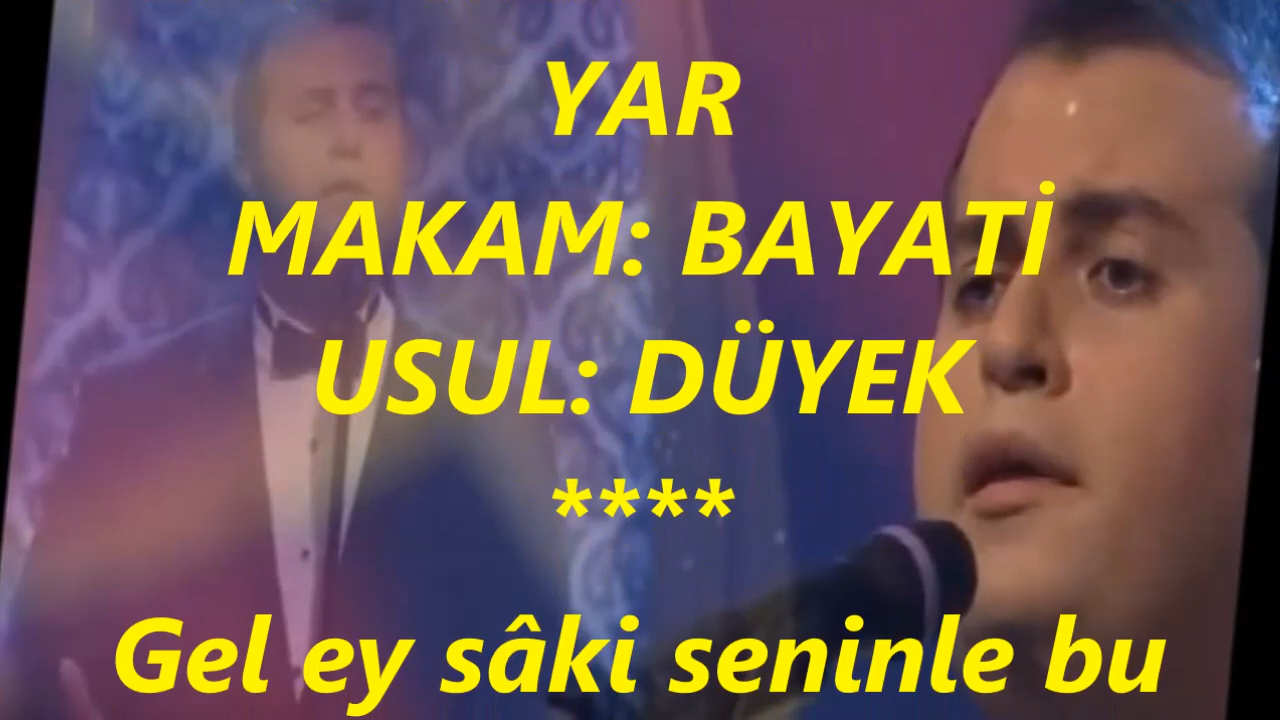 YAR
MAKAM: BAYATİ
USUL: DÜYEK
****
Gel ey sâki seninle bu